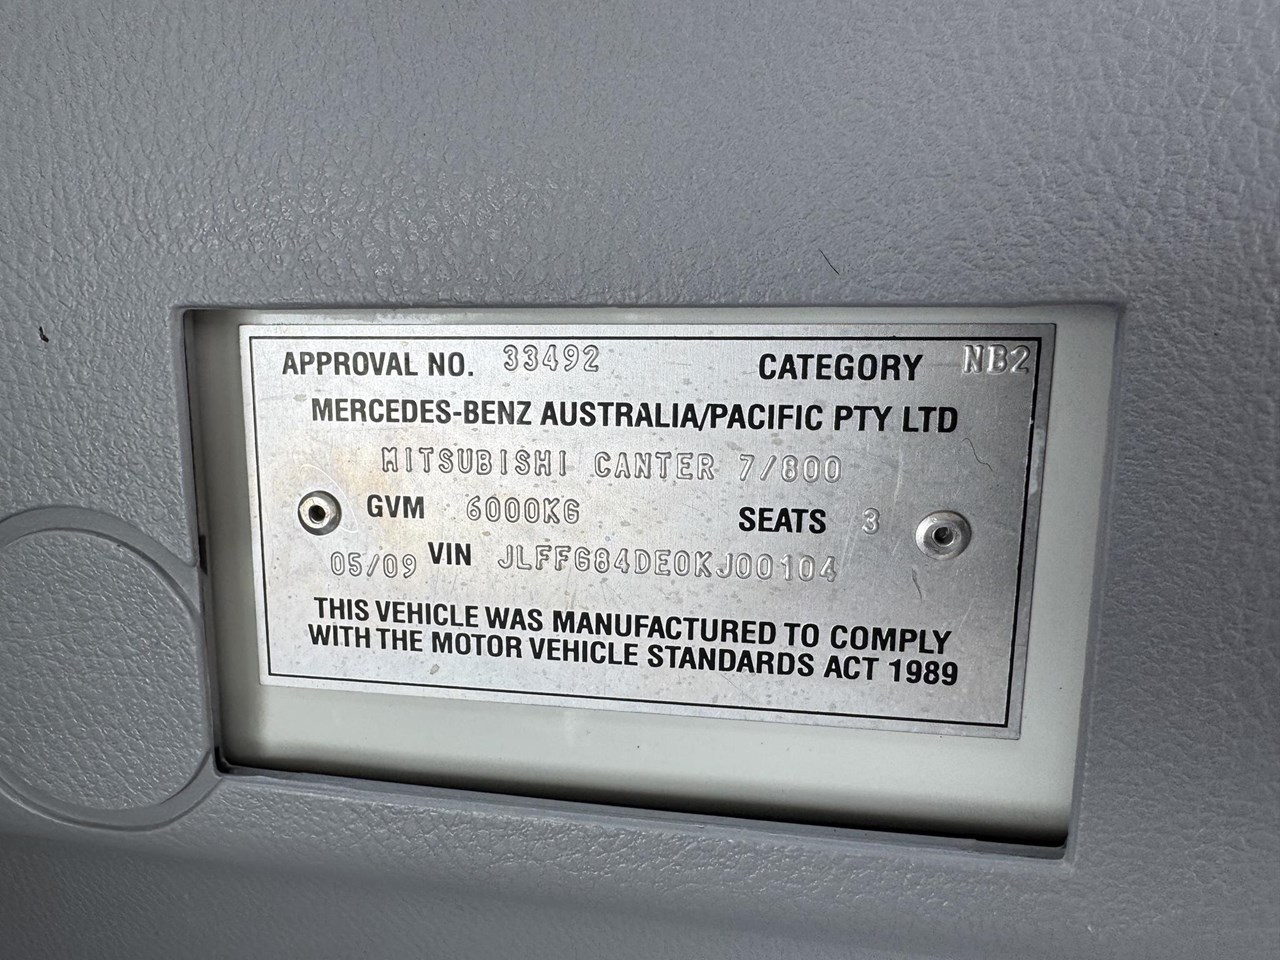 APPROVAL NO. 33492 CATEGORY NB2
MERCEDES-BENZ AUSTRALIA/PACIFIC PTY LTD
MITSUBISHI CANTER 7/800
GVM 6000KG SEATS 3
05/09 VIN JLFFG84DE0KJ00104
THIS VEHICLE WAS MANUFACTURED TO COMPLY
WITH THE MOTOR VEHICLE STANDARDS ACT 1989